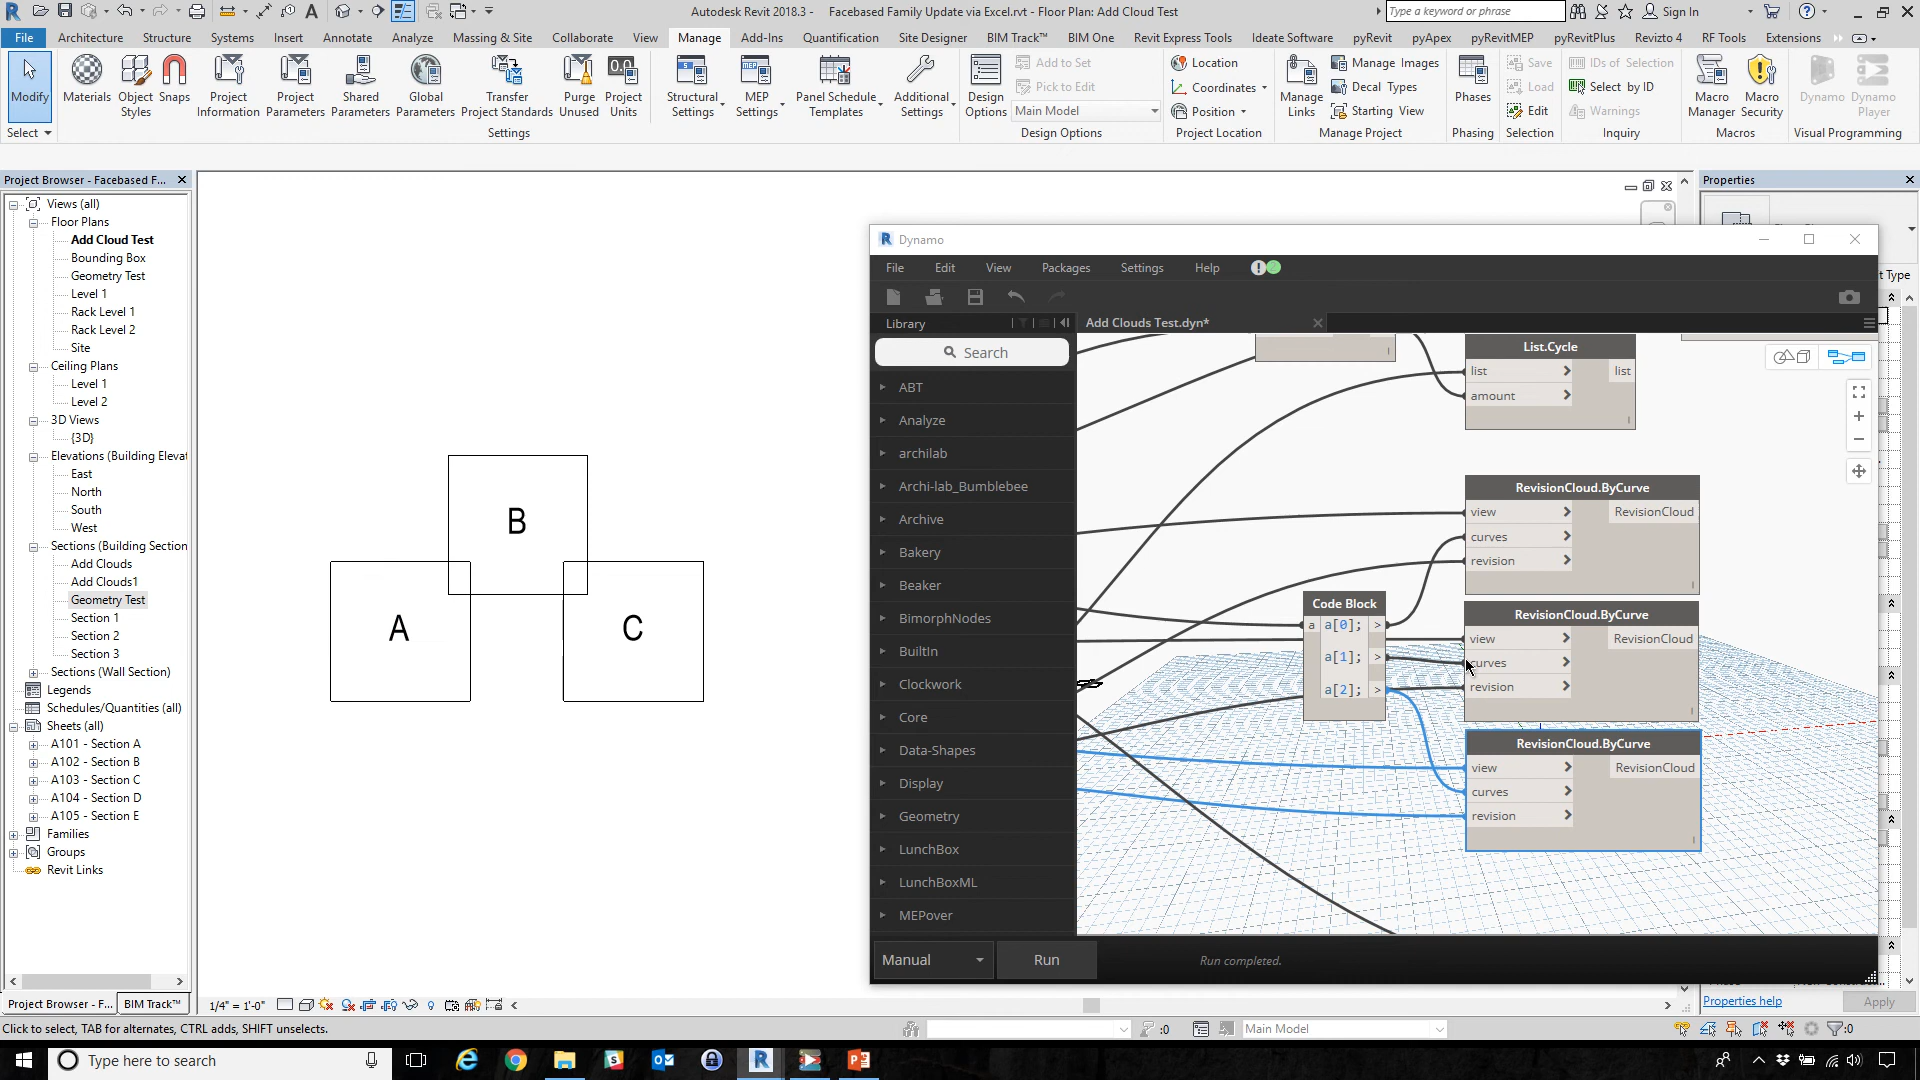 Autodesk Revit 2018.3 - Facebased Family Update via Excel.rvt - Floor Plan: Add Cloud Test
Type a keyword or phrase
Sign In
File Architecture Structure Systems Insert Annotate Analyze Massing & Site Collaborate View Manage Add-Ins Quantification Site Designer BIM Track™ BIM One Revit Express Tools Ideate Software pyRevit pyApex pyRevitMEP pyRevitPlus Revizto 4 RF Tools Extensions
Modify
Materials
Object Styles
Snaps
Project Information
Project Parameters
Shared Parameters
Global Parameters
Transfer Project Standards
Purge Unused
Project Units
Structural Settings
MEP Settings
Panel Schedule Templates
Additional Settings
Design Options
Add to Set
Pick to Edit
Main Model
Location
Coordinates
Position
Manage Links
Manage Images
Decal Types
Starting View
Phases
Save
Load
Edit
IDs of Selection
Select by ID
Warnings
Macro Manager
Macro Security
Dynamo
Dynamo Player
Select
Settings
Design Options
Project Location
Manage Project
Phasing
Selection
Inquiry
Macros
Visual Programming
Project Browser - Facebased F...
Views (all)
Floor Plans
Add Cloud Test
Bounding Box
Geometry Test
Level 1
Rack Level 1
Rack Level 2
Site
Ceiling Plans
Level 1
Level 2
3D Views
{3D}
Elevations (Building Elevat
East
North
South
West
Sections (Building Section
Add Clouds
Add Clouds1
Geometry Test
Section 1
Section 2
Section 3
Sections (Wall Section)
Legends
Schedules/Quantities (all)
Sheets (all)
A101 - Section A
A102 - Section B
A103 - Section C
A104 - Section D
A105 - Section E
Families
Groups
Revit Links
Project Browser - F...
BIM Track™
B
A
C
Properties
t Type
Dynamo
File Edit View Packages Settings Help
Library
Add Clouds Test.dyn*
Search
ABT
Analyze
archilab
Archi-lab_Bumblebee
Archive
Bakery
Beaker
BimorphNodes
BuiltIn
Clockwork
Core
Data-Shapes
Display
Geometry
LunchBox
LunchBoxML
MEPover
List.Cycle
list > list
amount >
RevisionCloud.ByCurve
view > RevisionCloud
curves >
revision >
Code Block
a a[0]; >
a[1]; >
a[2]; >
RevisionCloud.ByCurve
view > RevisionCloud
curves >
revision >
RevisionCloud.ByCurve
view > RevisionCloud
curves >
revision >
Manual
Run
Run completed.
1/4" = 1'-0"
Properties help
Apply
Click to select, TAB for alternates, CTRL adds, SHIFT unselects.
:0
Main Model
:0
Type here to search